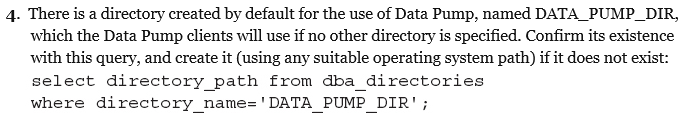 4. There is a directory created by default for the use of Data Pump, named DATA_PUMP_DIR,
which the Data Pump clients will use if no other directory is specified. Confirm its existence
with this query, and create it (using any suitable operating system path) if it does not exist:
select directory_path from dba_directories
where directory_name='DATA_PUMP_DIR';